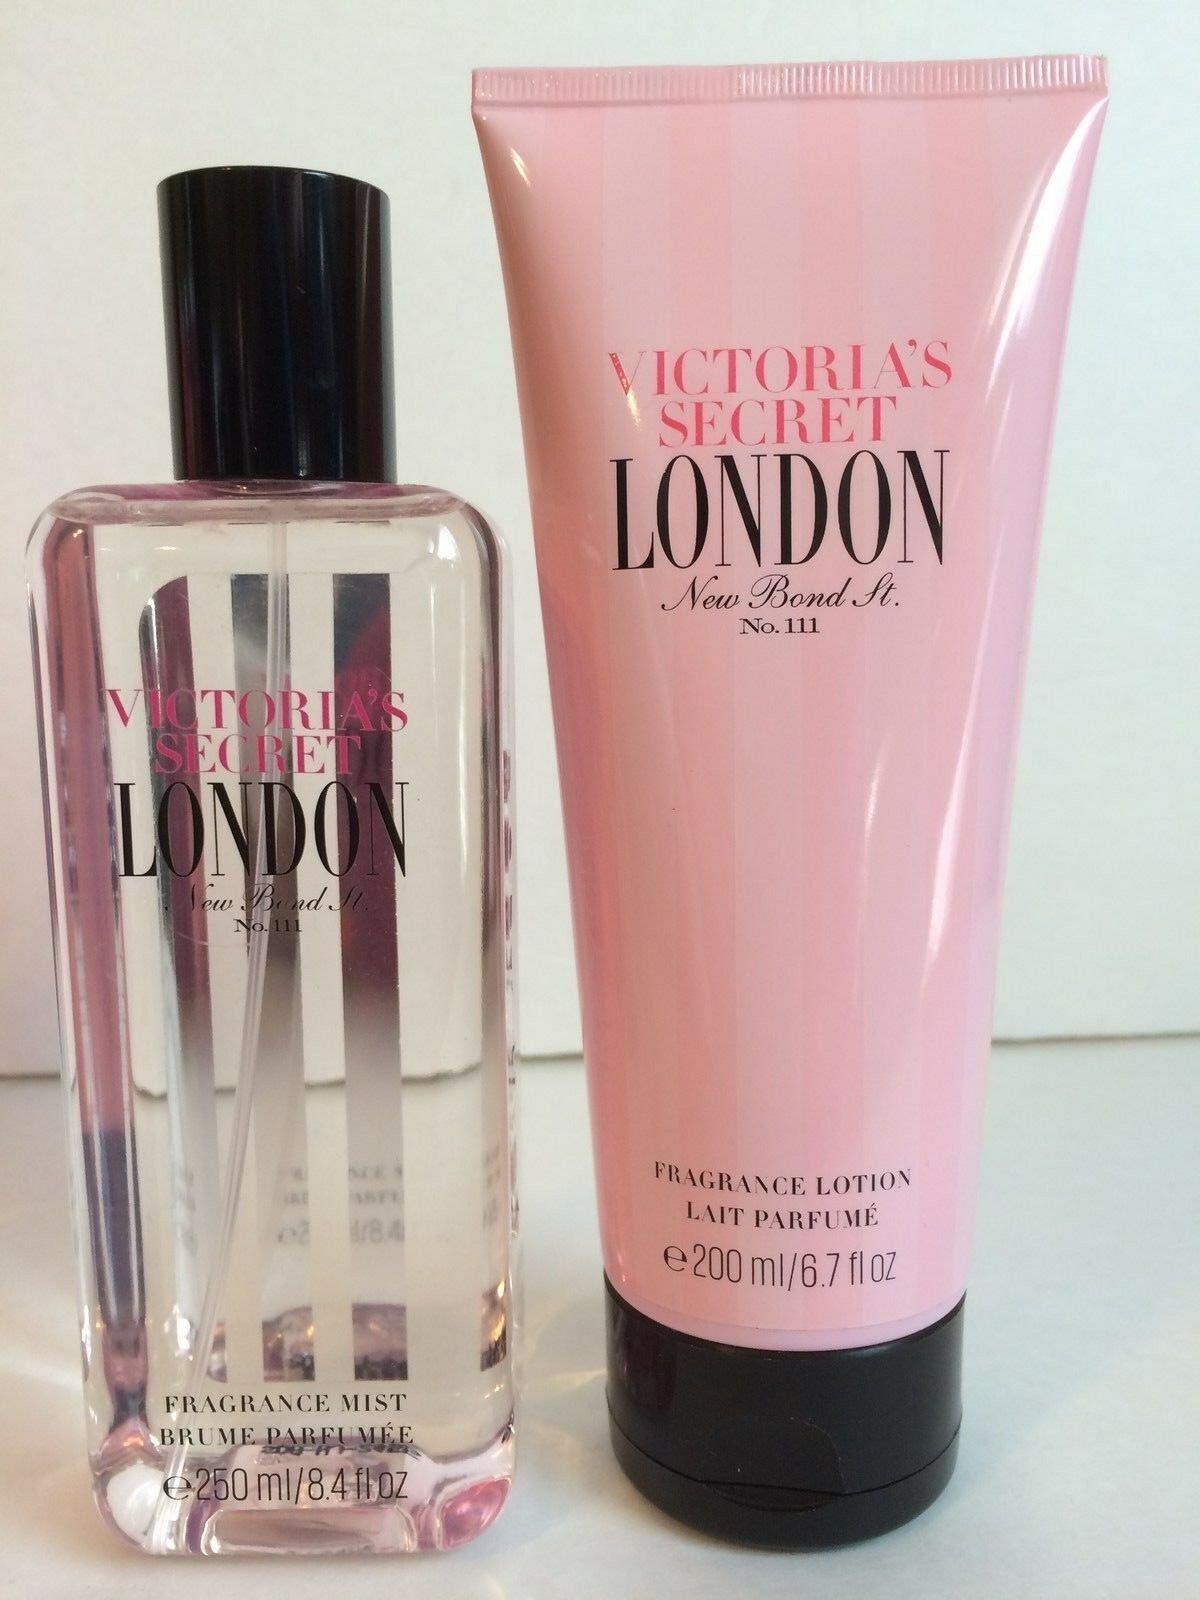 VICTORIA'S
SECRET
LONDON
New Bond St.
No. 111
FRAGRANCE MIST
BRUME PARFUMÉE
℮250 ml/8.4 fl oz
VICTORIA'S
SECRET
LONDON
New Bond St.
No. 111
FRAGRANCE LOTION
LAIT PARFUMÉ
℮200 ml/6.7 fl oz